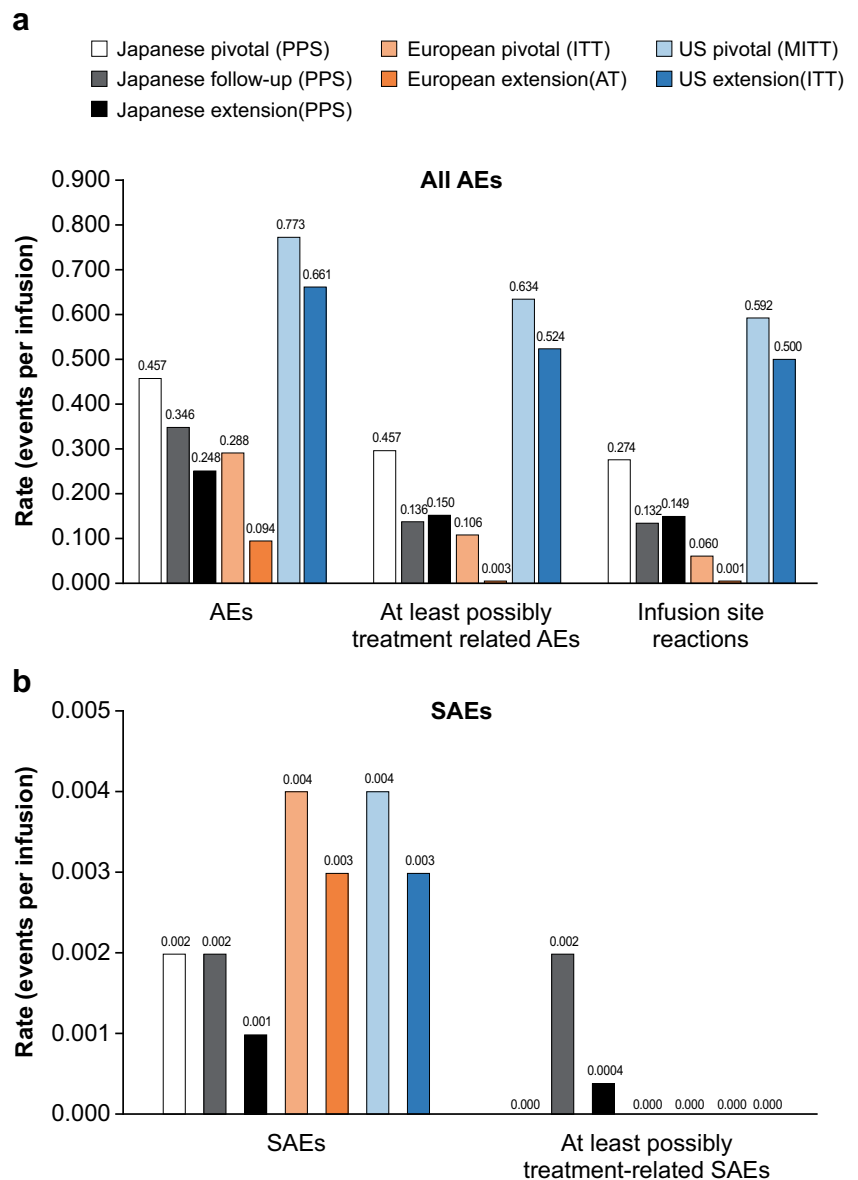 a
Japanese pivotal (PPS)
European pivotal (ITT)
US pivotal (MITT)
Japanese follow-up (PPS)
European extension(AT)
US extension(ITT)
Japanese extension(PPS)
All AEs
Rate (events per infusion)
0.900
0.800
0.700
0.600
0.500
0.400
0.300
0.200
0.100
0.000
0.457
0.346
0.248
0.288
0.094
0.773
0.661
0.457
0.136
0.150
0.106
0.003
0.634
0.524
0.274
0.132
0.149
0.060
0.001
0.592
0.500
AEs
At least possibly
treatment related AEs
Infusion site
reactions
b
SAEs
Rate (events per infusion)
0.005
0.004
0.003
0.002
0.001
0.000
0.002
0.002
0.001
0.004
0.003
0.004
0.003
0.000
0.002
0.0004
0.000
0.000
0.000
0.000
SAEs
At least possibly
treatment-related SAEs